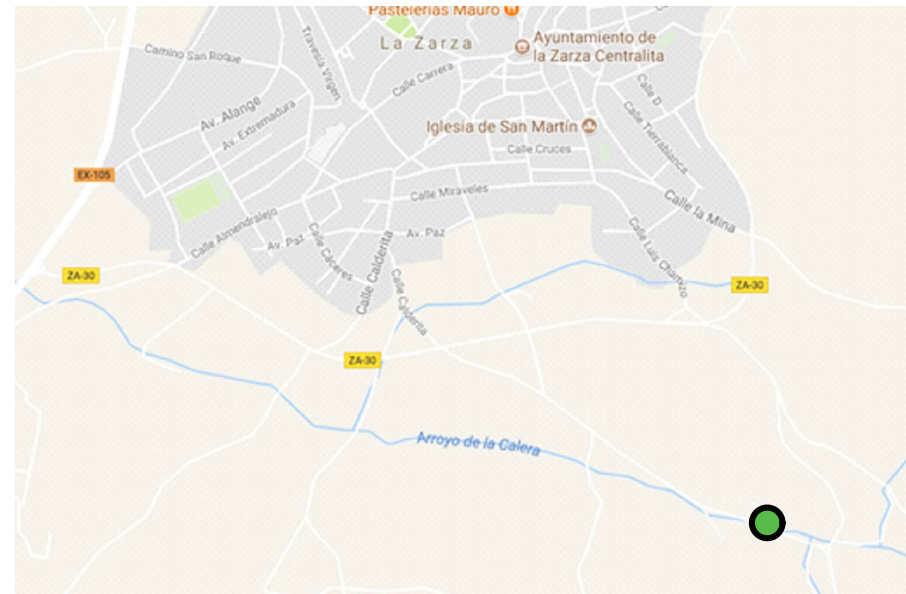 Pastelerías Mauro
La Zarza
Ayuntamiento de
la Zarza Centralita
Camino San Roque
Travesía Virgen
Calle Carrera
Av. Alange
Av. Extremadura
Calle D
Calle Tierrablanca
Iglesia de San Martín
Calle Cruces
EX-105
Calle Miraveles
Calle la Mina
Calle Almendralejo
Av. Paz
Calle Cáceres
Calle Calderita
Av. Paz
Calle Luis Chamizo
ZA-30
Calle Calderita
ZA-30
ZA-30
Arroyo de la Calera